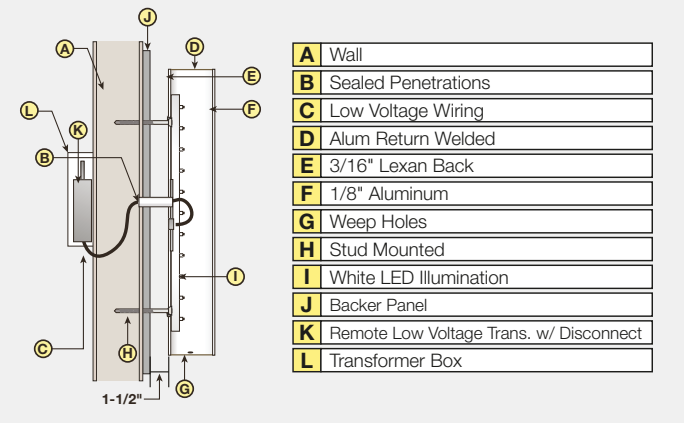 J
A
D
E
F
L
K
B
I
C
H
G
1-1/2"
A Wall
B Sealed Penetrations
C Low Voltage Wiring
D Alum Return Welded
E 3/16" Lexan Back
F 1/8" Aluminum
G Weep Holes
H Stud Mounted
I White LED Illumination
J Backer Panel
K Remote Low Voltage Trans. w/ Disconnect
L Transformer Box